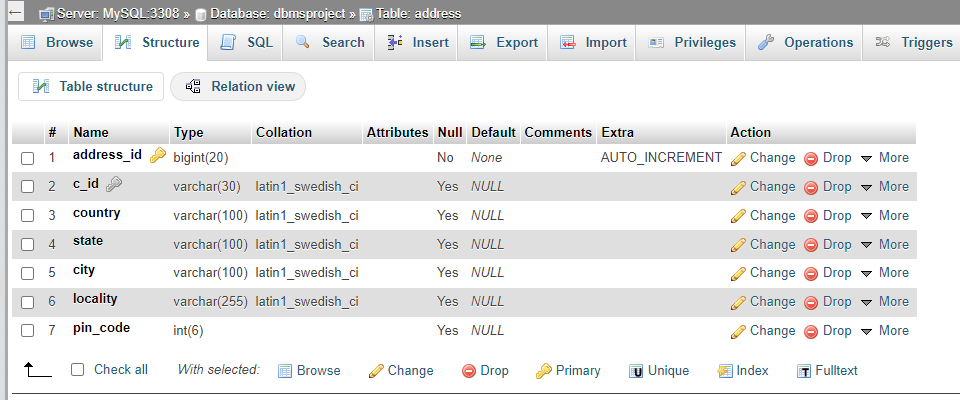 Server: MySQL:3308 » Database: dbmsproject » Table: address
Browse Structure SQL Search Insert Export Import Privileges Operations Triggers
Table structure Relation view
# Name Type Collation Attributes Null Default Comments Extra Action
1 address_id bigint(20) No None AUTO_INCREMENT Change Drop More
2 c_id varchar(30) latin1_swedish_ci Yes NULL Change Drop More
3 country varchar(100) latin1_swedish_ci Yes NULL Change Drop More
4 state varchar(100) latin1_swedish_ci Yes NULL Change Drop More
5 city varchar(100) latin1_swedish_ci Yes NULL Change Drop More
6 locality varchar(255) latin1_swedish_ci Yes NULL Change Drop More
7 pin_code int(6) Yes NULL Change Drop More
Check all With selected: Browse Change Drop Primary Unique Index Fulltext